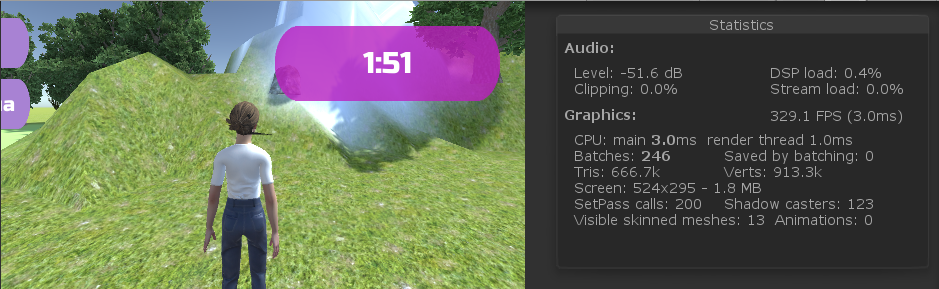 1:51
Statistics
Audio:
Level: -51.6 dB DSP load: 0.4%
Clipping: 0.0% Stream load: 0.0%
Graphics: 329.1 FPS (3.0ms)
CPU: main 3.0ms render thread 1.0ms
Batches: 246 Saved by batching: 0
Tris: 666.7k Verts: 913.3k
Screen: 524x295 - 1.8 MB
SetPass calls: 200 Shadow casters: 123
Visible skinned meshes: 13 Animations: 0